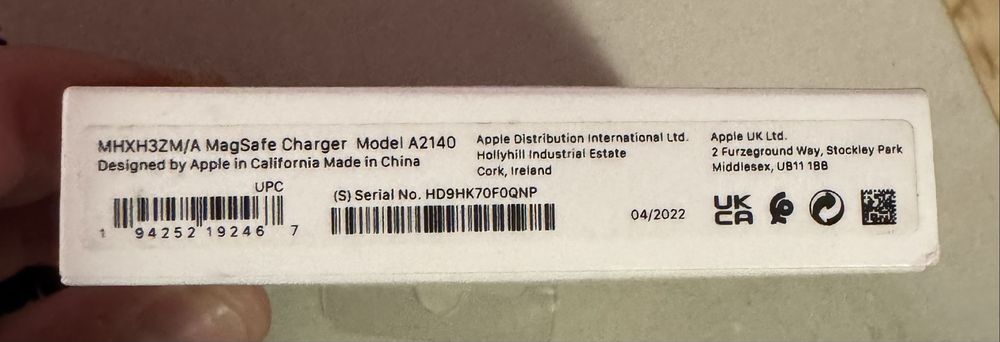 MHXH3ZM/A MagSafe Charger Model A2140
Designed by Apple in California Made in China
UPC
1 94252 19246 7
(S) Serial No. HD9HK70F0QNP
Apple Distribution International Ltd.
Hollyhill Industrial Estate
Cork, Ireland
04/2022
Apple UK Ltd.
2 Furzeground Way, Stockley Park
Middlesex, UB11 1BB
UK
CA